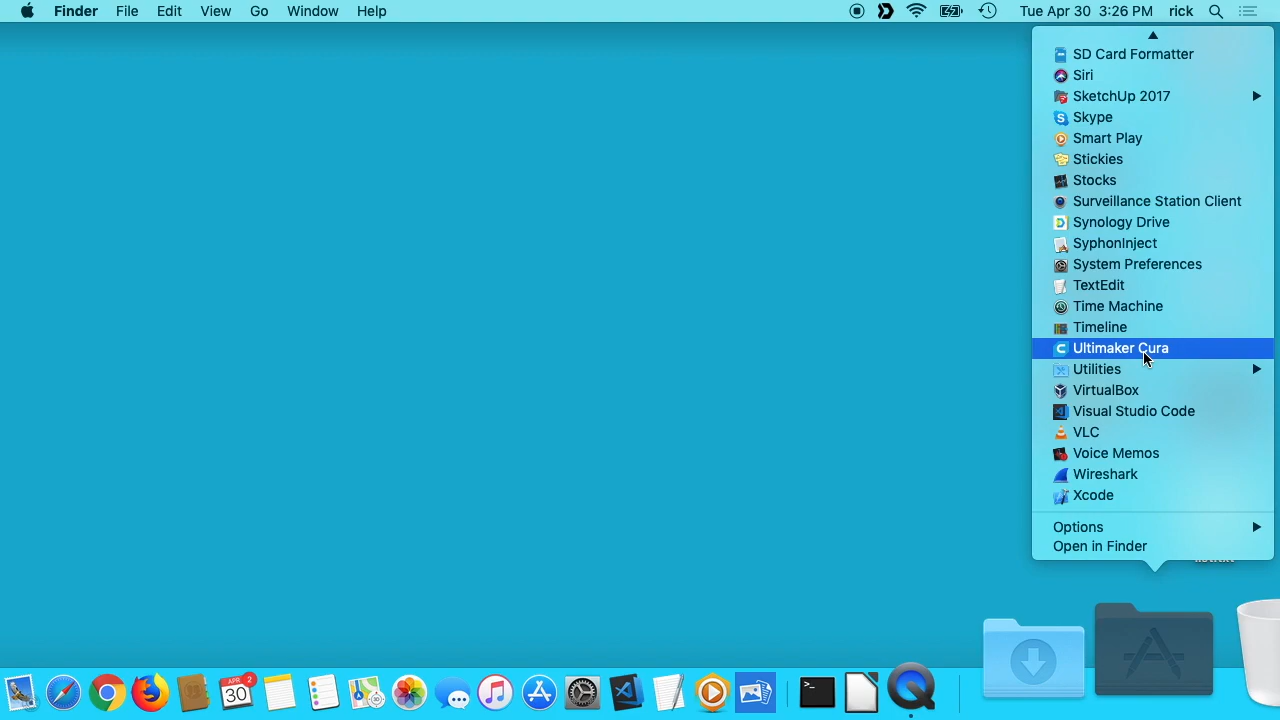 Finder File Edit View Go Window Help Tue Apr 30 3:26 PM rick
SD Card Formatter
Siri
SketchUp 2017
Skype
Smart Play
Stickies
Stocks
Surveillance Station Client
Synology Drive
SyphonInject
System Preferences
TextEdit
Time Machine
Timeline
Ultimaker Cura
Utilities
VirtualBox
Visual Studio Code
VLC
Voice Memos
Wireshark
Xcode
Options
Open in Finder
APR 2
30